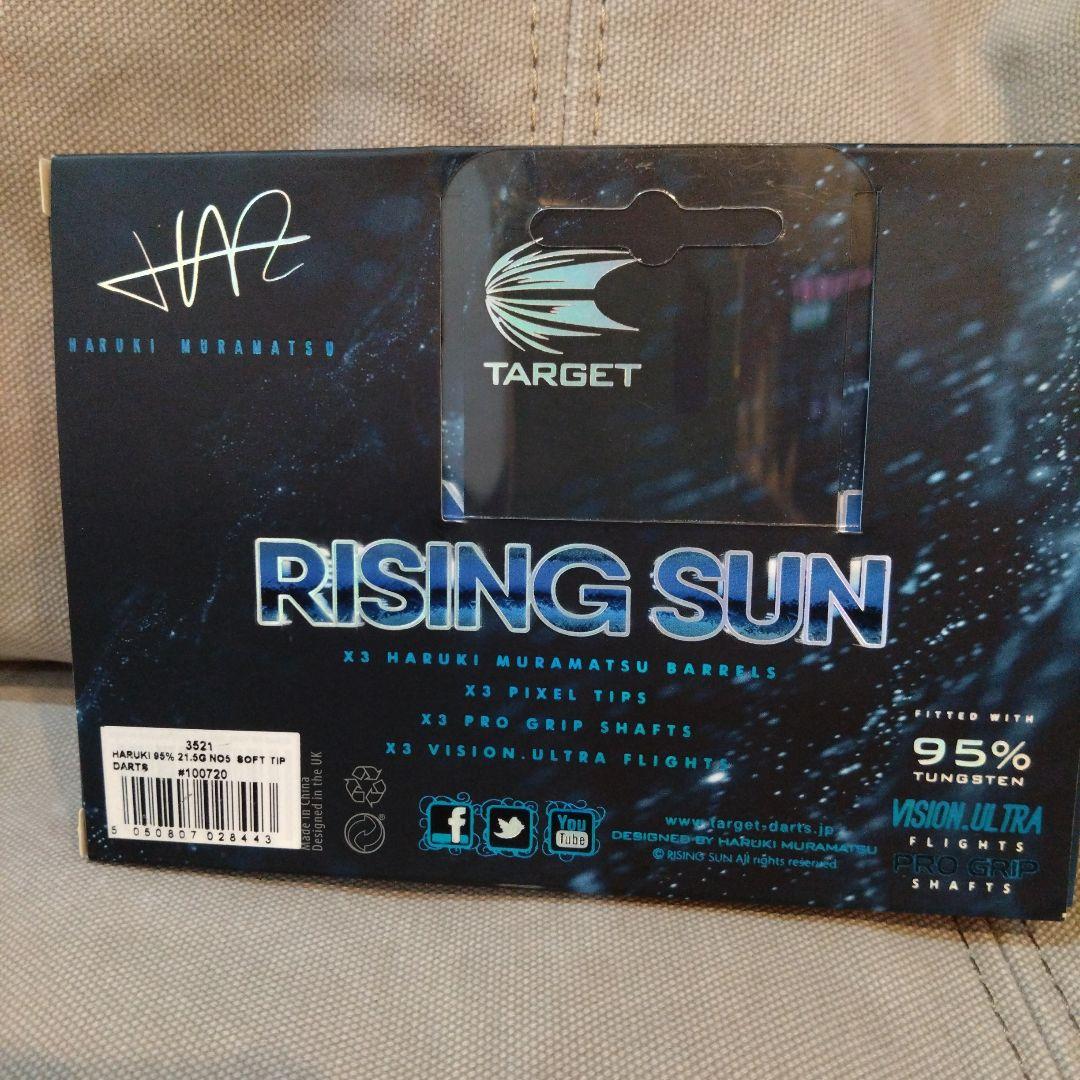 HARUKI MURAMATSU
TARGET
RISING SUN
X3 HARUKI MURAMATSU BARRELS
X3 PIXEL TIPS
X3 PRO GRIP SHAFTS
X3 VISION.ULTRA FLIGHTS
3521
HARUKI 95% 21.5G NO5 SOFT TIP
DARTS #100720
5 050807 028443
Made in China
Designed in the UK
f
You
Tube
www.target-darts.jp
DESIGNED BY HARUKI MURAMATSU
© RISING SUN All rights reserved
FITTED WITH
95%
TUNGSTEN
VISION.ULTRA
FLIGHTS
PRO GRIP
SHAFTS